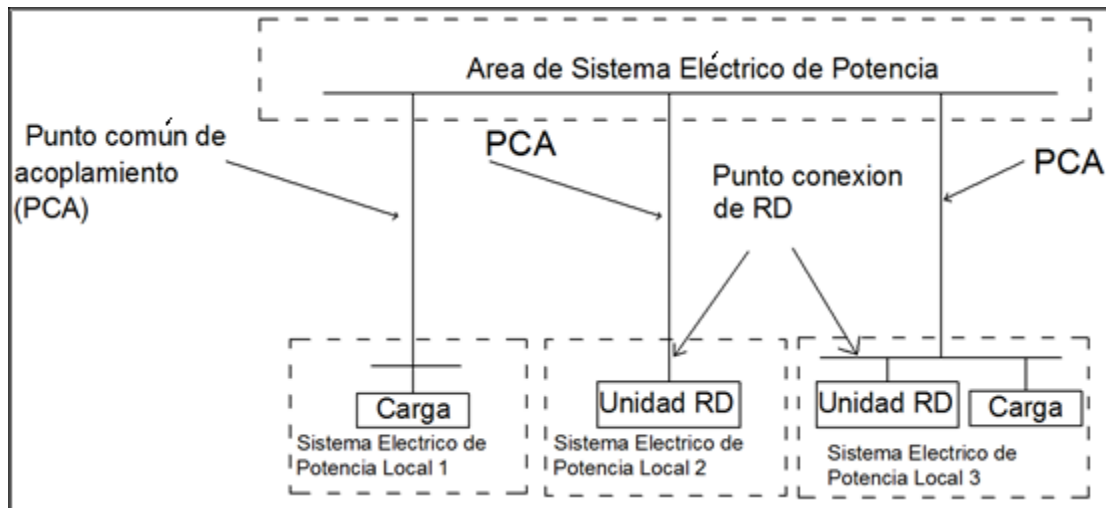 Area de Sistema Eléctrico de Potencia
Punto común de
acoplamiento
(PCA)
PCA
Punto conexion
de RD
PCA
Carga
Sistema Electrico de
Potencia Local 1
Unidad RD
Sistema Electrico de
Potencia Local 2
Unidad RD
Carga
Sistema Electrico de
Potencia Local 3